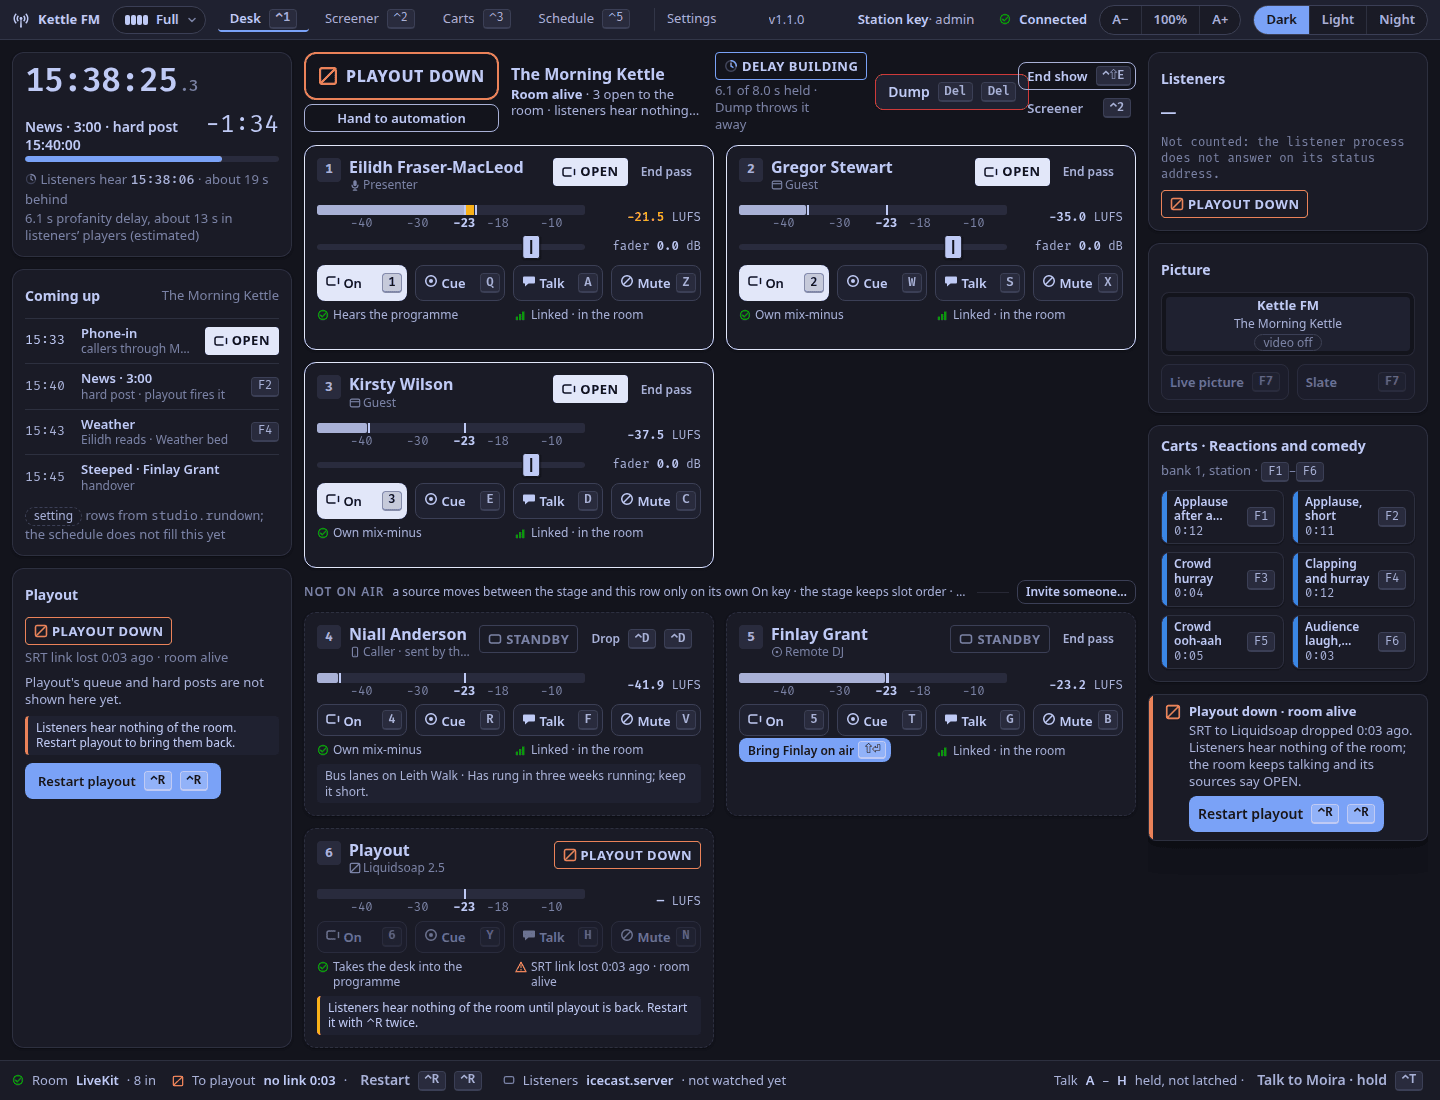 Kettle FM Full Desk ^1 Screener ^2 Carts ^3 Schedule ^5 Settings v1.1.0 Station key · admin Connected A− 100% A+ Dark Light Night
15:38:25.3
News · 3:00 · hard post
15:40:00
−1:34
Listeners hear 15:38:06 · about 19 s
behind
6.1 s profanity delay, about 13 s in
listeners’ players (estimated)
Coming up The Morning Kettle
15:33 Phone-in
callers through M…
OPEN
15:40 News · 3:00
hard post · playout fires it
F2
15:43 Weather
Eilidh reads · Weather bed
F4
15:45 Steeped · Finlay Grant
handover
setting rows from studio.rundown;
the schedule does not fill this yet
Playout
PLAYOUT DOWN
SRT link lost 0:03 ago · room alive
Playout's queue and hard posts are not
shown here yet.
Listeners hear nothing of the room.
Restart playout to bring them back.
Restart playout ^R ^R
PLAYOUT DOWN
Hand to automation
The Morning Kettle
Room alive · 3 open to the
room · listeners hear nothing…
DELAY BUILDING
6.1 of 8.0 s held ·
Dump throws it
away
Dump Del Del
End show ^⇧E
Screener ^2
1 Eilidh Fraser-MacLeod
Presenter
OPEN End pass
−21.5 LUFS
-40 -30 -23 -18 -10
fader 0.0 dB
On 1 Cue Q Talk A Mute Z
Hears the programme Linked · in the room
2 Gregor Stewart
Guest
OPEN End pass
−35.0 LUFS
-40 -30 -23 -18 -10
fader 0.0 dB
On 2 Cue W Talk S Mute X
Own mix-minus Linked · in the room
3 Kirsty Wilson
Guest
OPEN End pass
−37.5 LUFS
-40 -30 -23 -18 -10
fader 0.0 dB
On 3 Cue E Talk D Mute C
Own mix-minus Linked · in the room
NOT ON AIR a source moves between the stage and this row only on its own On key · the stage keeps slot order · … Invite someone…
4 Niall Anderson
Caller · sent by th…
STANDBY Drop ^D ^D
−41.9 LUFS
-40 -30 -23 -18 -10
On 4 Cue R Talk F Mute V
Own mix-minus Linked · in the room
Bus lanes on Leith Walk · Has rung in three weeks running; keep
it short.
5 Finlay Grant
Remote DJ
STANDBY End pass
−23.2 LUFS
-40 -30 -23 -18 -10
On 5 Cue T Talk G Mute B
Bring Finlay on air ⇧⏎ Linked · in the room
6 Playout
Liquidsoap 2.5
PLAYOUT DOWN
— LUFS
-40 -30 -23 -18 -10
On 6 Cue Y Talk H Mute N
Takes the desk into the
programme
SRT link lost 0:03 ago · room
alive
Listeners hear nothing of the room until playout is back. Restart
it with ^R twice.
Listeners
—
Not counted: the listener process
does not answer on its status
address.
PLAYOUT DOWN
Picture
Kettle FM
The Morning Kettle
video off
Live picture F7 Slate F7
Carts · Reactions and comedy
bank 1, station · F1–F6
Applause
after a…
0:12
F1
Applause,
short
0:11
F2
Crowd
hurray
0:04
F3
Clapping
and hurray
0:12
F4
Crowd
ooh-aah
0:05
F5
Audience
laugh,…
0:03
F6
Playout down · room alive
SRT to Liquidsoap dropped 0:03 ago.
Listeners hear nothing of the room;
the room keeps talking and its
sources say OPEN.
Restart playout ^R ^R
Room LiveKit · 8 in To playout no link 0:03 · Restart ^R ^R Listeners icecast.server · not watched yet Talk A – H held, not latched · Talk to Moira · hold ^T